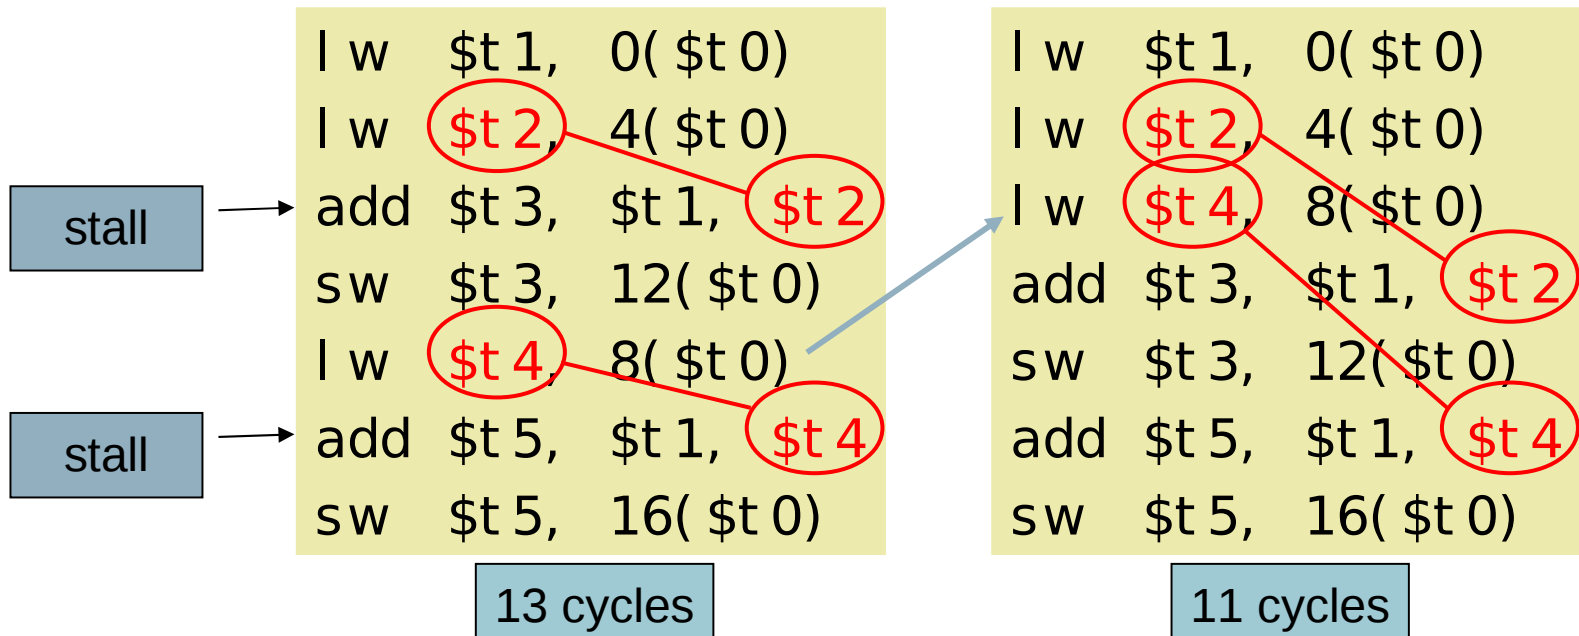 lw $t1, 0($t0)
lw $t2, 4($t0)
add $t3, $t1, $t2
sw $t3, 12($t0)
lw $t4, 8($t0)
add $t5, $t1, $t4
sw $t5, 16($t0)
stall
stall
13 cycles
lw $t1, 0($t0)
lw $t2, 4($t0)
lw $t4, 8($t0)
add $t3, $t1, $t2
sw $t3, 12($t0)
add $t5, $t1, $t4
sw $t5, 16($t0)
11 cycles